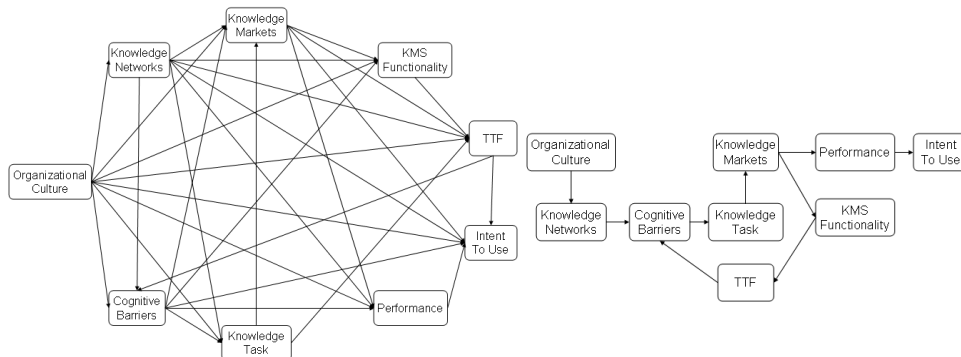 Knowledge
Markets
Knowledge
Networks
KMS
Functionality
TTF
Organizational
Culture
Intent
To Use
Cognitive
Barriers
Performance
Knowledge
Task
Organizational
Culture
Knowledge
Markets
Performance
Intent
To Use
Knowledge
Networks
Cognitive
Barriers
Knowledge
Task
KMS
Functionality
TTF